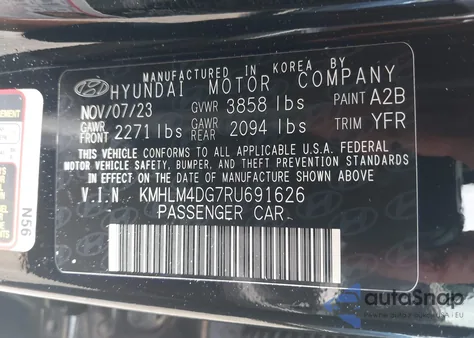 MANUFACTURED IN KOREA BY
HYUNDAI MOTOR COMPANY
NOV/07/23 GVWR 3858 lbs PAINT A2B
GAWR FRONT 2271 lbs GAWR REAR 2094 lbs TRIM YFR
THIS VEHICLE CONFORMS TO ALL APPLICABLE U.S.A. FEDERAL
MOTOR VEHICLE SAFETY, BUMPER, AND THEFT PREVENTION STANDARDS
IN EFFECT ON THE DATE OF MANUFACTURE SHOWN ABOVE
V.I.N. KMHLM4DG7RU691626
PASSENGER CAR
N56
autoSnap